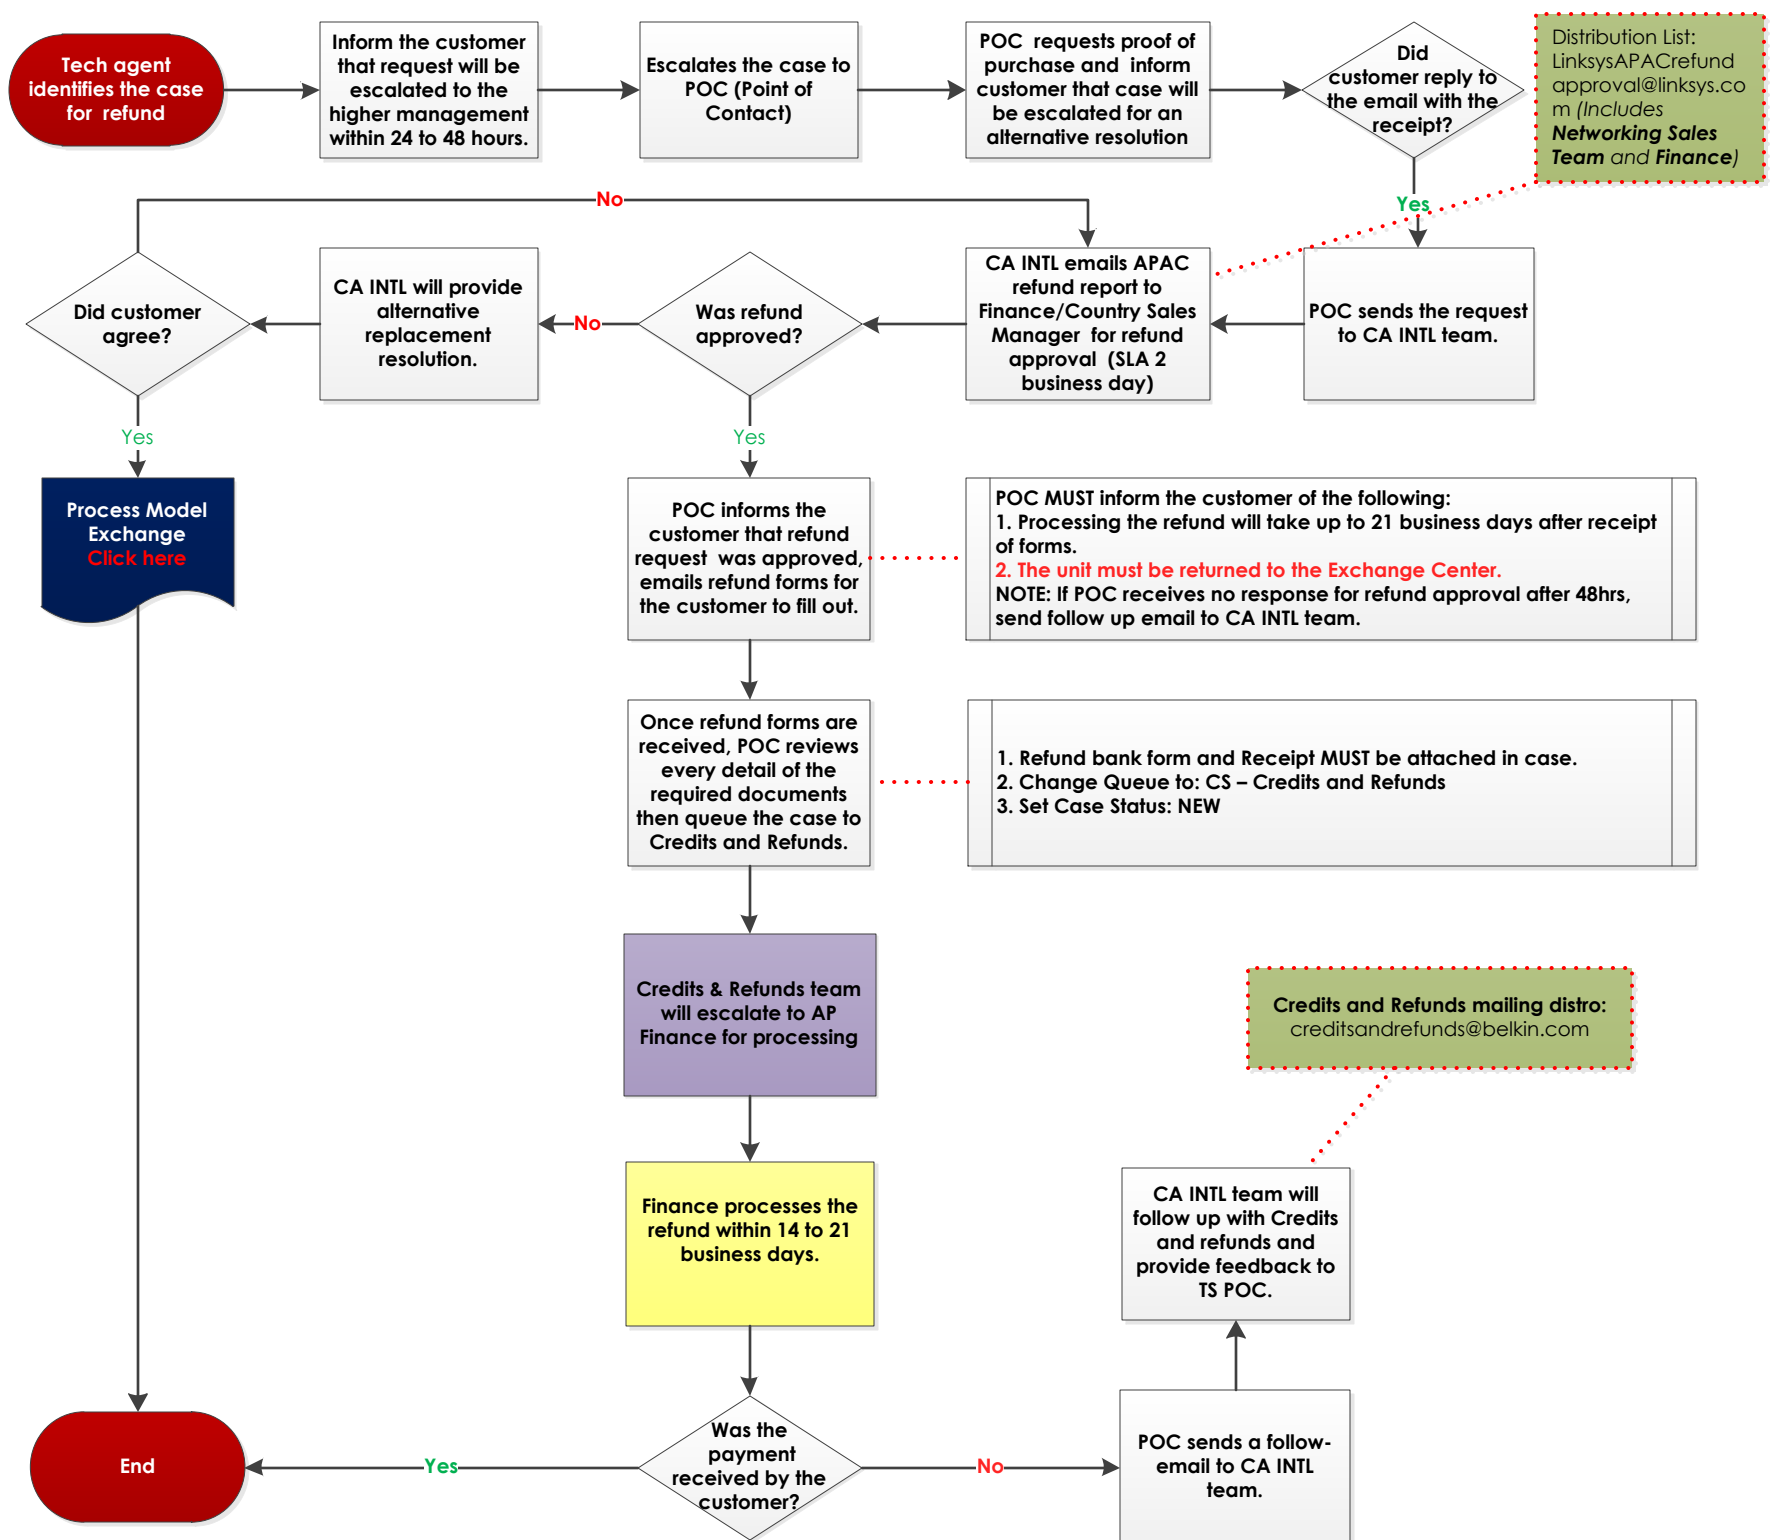 Tech agent
identifies the case
for refund
Inform the customer
that request will be
escalated to the
higher management
within 24 to 48 hours.
Escalates the case to
POC (Point of
Contact)
POC requests proof of
purchase and inform
customer that case will
be escalated for an
alternative resolution
Did
customer reply to
the email with the
receipt?
Distribution List:
LinksysAPACrefund
approval@linksys.co
m (Includes
Networking Sales
Team and Finance)
No
Yes
Did customer
agree?
CA INTL will provide
alternative
replacement
resolution.
No
Was refund
approved?
CA INTL emails APAC
refund report to
Finance/Country Sales
Manager for refund
approval (SLA 2
business day)
POC sends the request
to CA INTL team.
Yes
Yes
Process Model
Exchange
Click here
POC informs the
customer that refund
request was approved,
emails refund forms for
the customer to fill out.
POC MUST inform the customer of the following:
1. Processing the refund will take up to 21 business days after receipt
of forms.
2. The unit must be returned to the Exchange Center.
NOTE: If POC receives no response for refund approval after 48hrs,
send follow up email to CA INTL team.
Once refund forms are
received, POC reviews
every detail of the
required documents
then queue the case to
Credits and Refunds.
1. Refund bank form and Receipt MUST be attached in case.
2. Change Queue to: CS – Credits and Refunds
3. Set Case Status: NEW
Credits & Refunds team
will escalate to AP
Finance for processing
Credits and Refunds mailing distro:
creditsandrefunds@belkin.com
Finance processes the
refund within 14 to 21
business days.
CA INTL team will
follow up with Credits
and refunds and
provide feedback to
TS POC.
End
Yes
Was the
payment
received by the
customer?
No
POC sends a follow-
email to CA INTL
team.